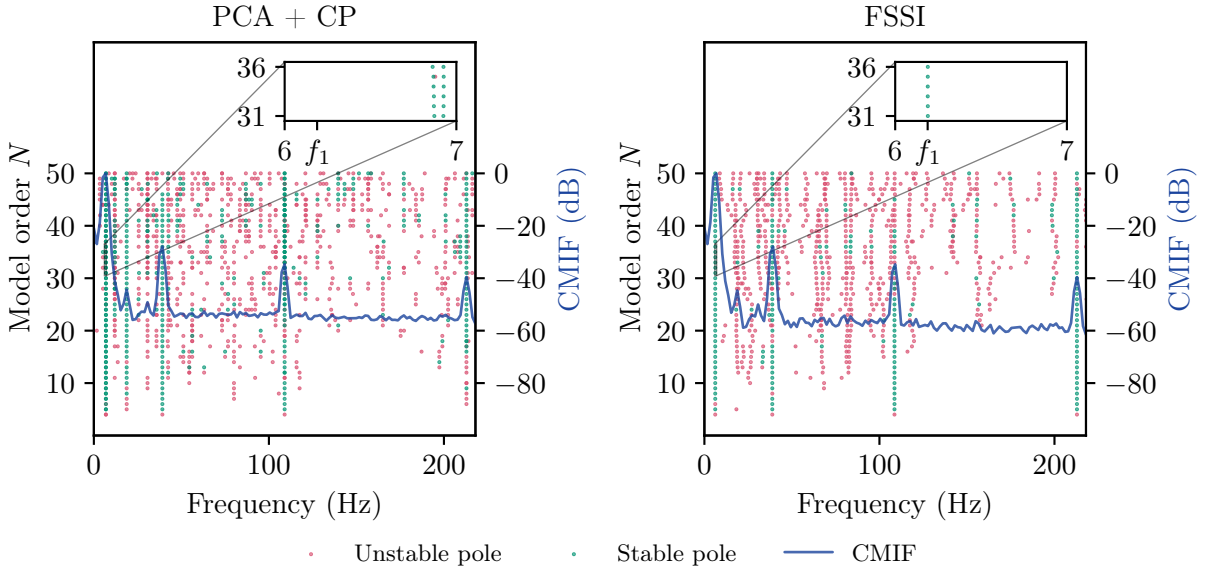 PCA + CP
FSSI
36
31
6 f₁ 7
36
31
6 f₁ 7
Model order N
50
40
30
20
10
0
−20
−40
−60
−80
CMIF (dB)
Model order N
50
40
30
20
10
0
−20
−40
−60
−80
CMIF (dB)
0 100 200
0 100 200
Frequency (Hz)
Frequency (Hz)
Unstable pole Stable pole CMIF